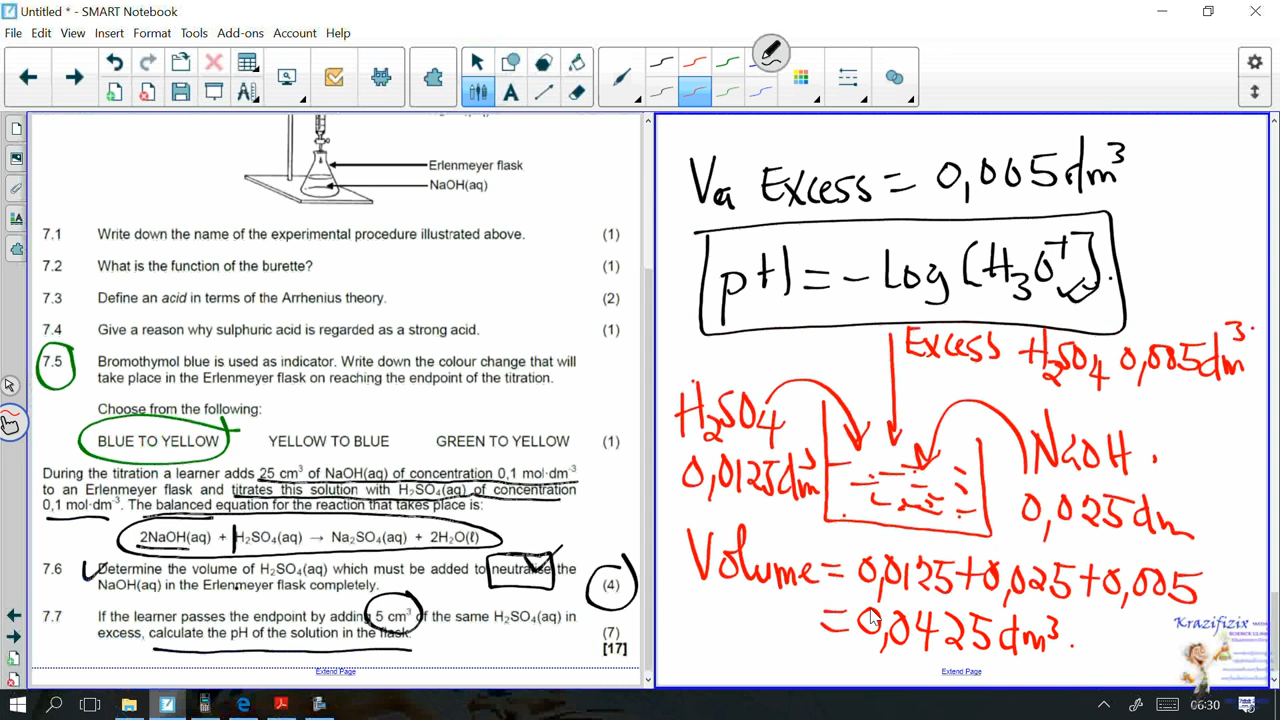 Untitled * - SMART Notebook
File Edit View Insert Format Tools Add-ons Account Help
Erlenmeyer flask
NaOH(aq)
7.1 Write down the name of the experimental procedure illustrated above. (1)
7.2 What is the function of the burette? (1)
7.3 Define an acid in terms of the Arrhenius theory. (2)
7.4 Give a reason why sulphuric acid is regarded as a strong acid. (1)
7.5 Bromothymol blue is used as indicator. Write down the colour change that will
take place in the Erlenmeyer flask on reaching the endpoint of the titration.
Choose from the following:
BLUE TO YELLOW YELLOW TO BLUE GREEN TO YELLOW (1)
During the titration a learner adds 25 cm³ of NaOH(aq) of concentration 0,1 mol·dm⁻³
to an Erlenmeyer flask and titrates this solution with H₂SO₄(aq) of concentration
0,1 mol·dm⁻³. The balanced equation for the reaction that takes place is:
2NaOH(aq) + H₂SO₄(aq) → Na₂SO₄(aq) + 2H₂O(ℓ)
7.6 Determine the volume of H₂SO₄(aq) which must be added to neutralise the
NaOH(aq) in the Erlenmeyer flask completely. (4)
7.7 If the learner passes the endpoint by adding 5 cm³ of the same H₂SO₄(aq) in
excess, calculate the pH of the solution in the flask. (7)
[17]
Extend Page
Va Excess = 0,005dm³
pH = -Log[H₃O⁺].
Excess H₂SO₄ 0,005dm³.
H₂SO₄
0,0125dm³
NaOH.
0,025dm
Volume = 0,0125+0,025+0,005
= 0,0425dm³.
Extend Page
Krazifizix
06:30